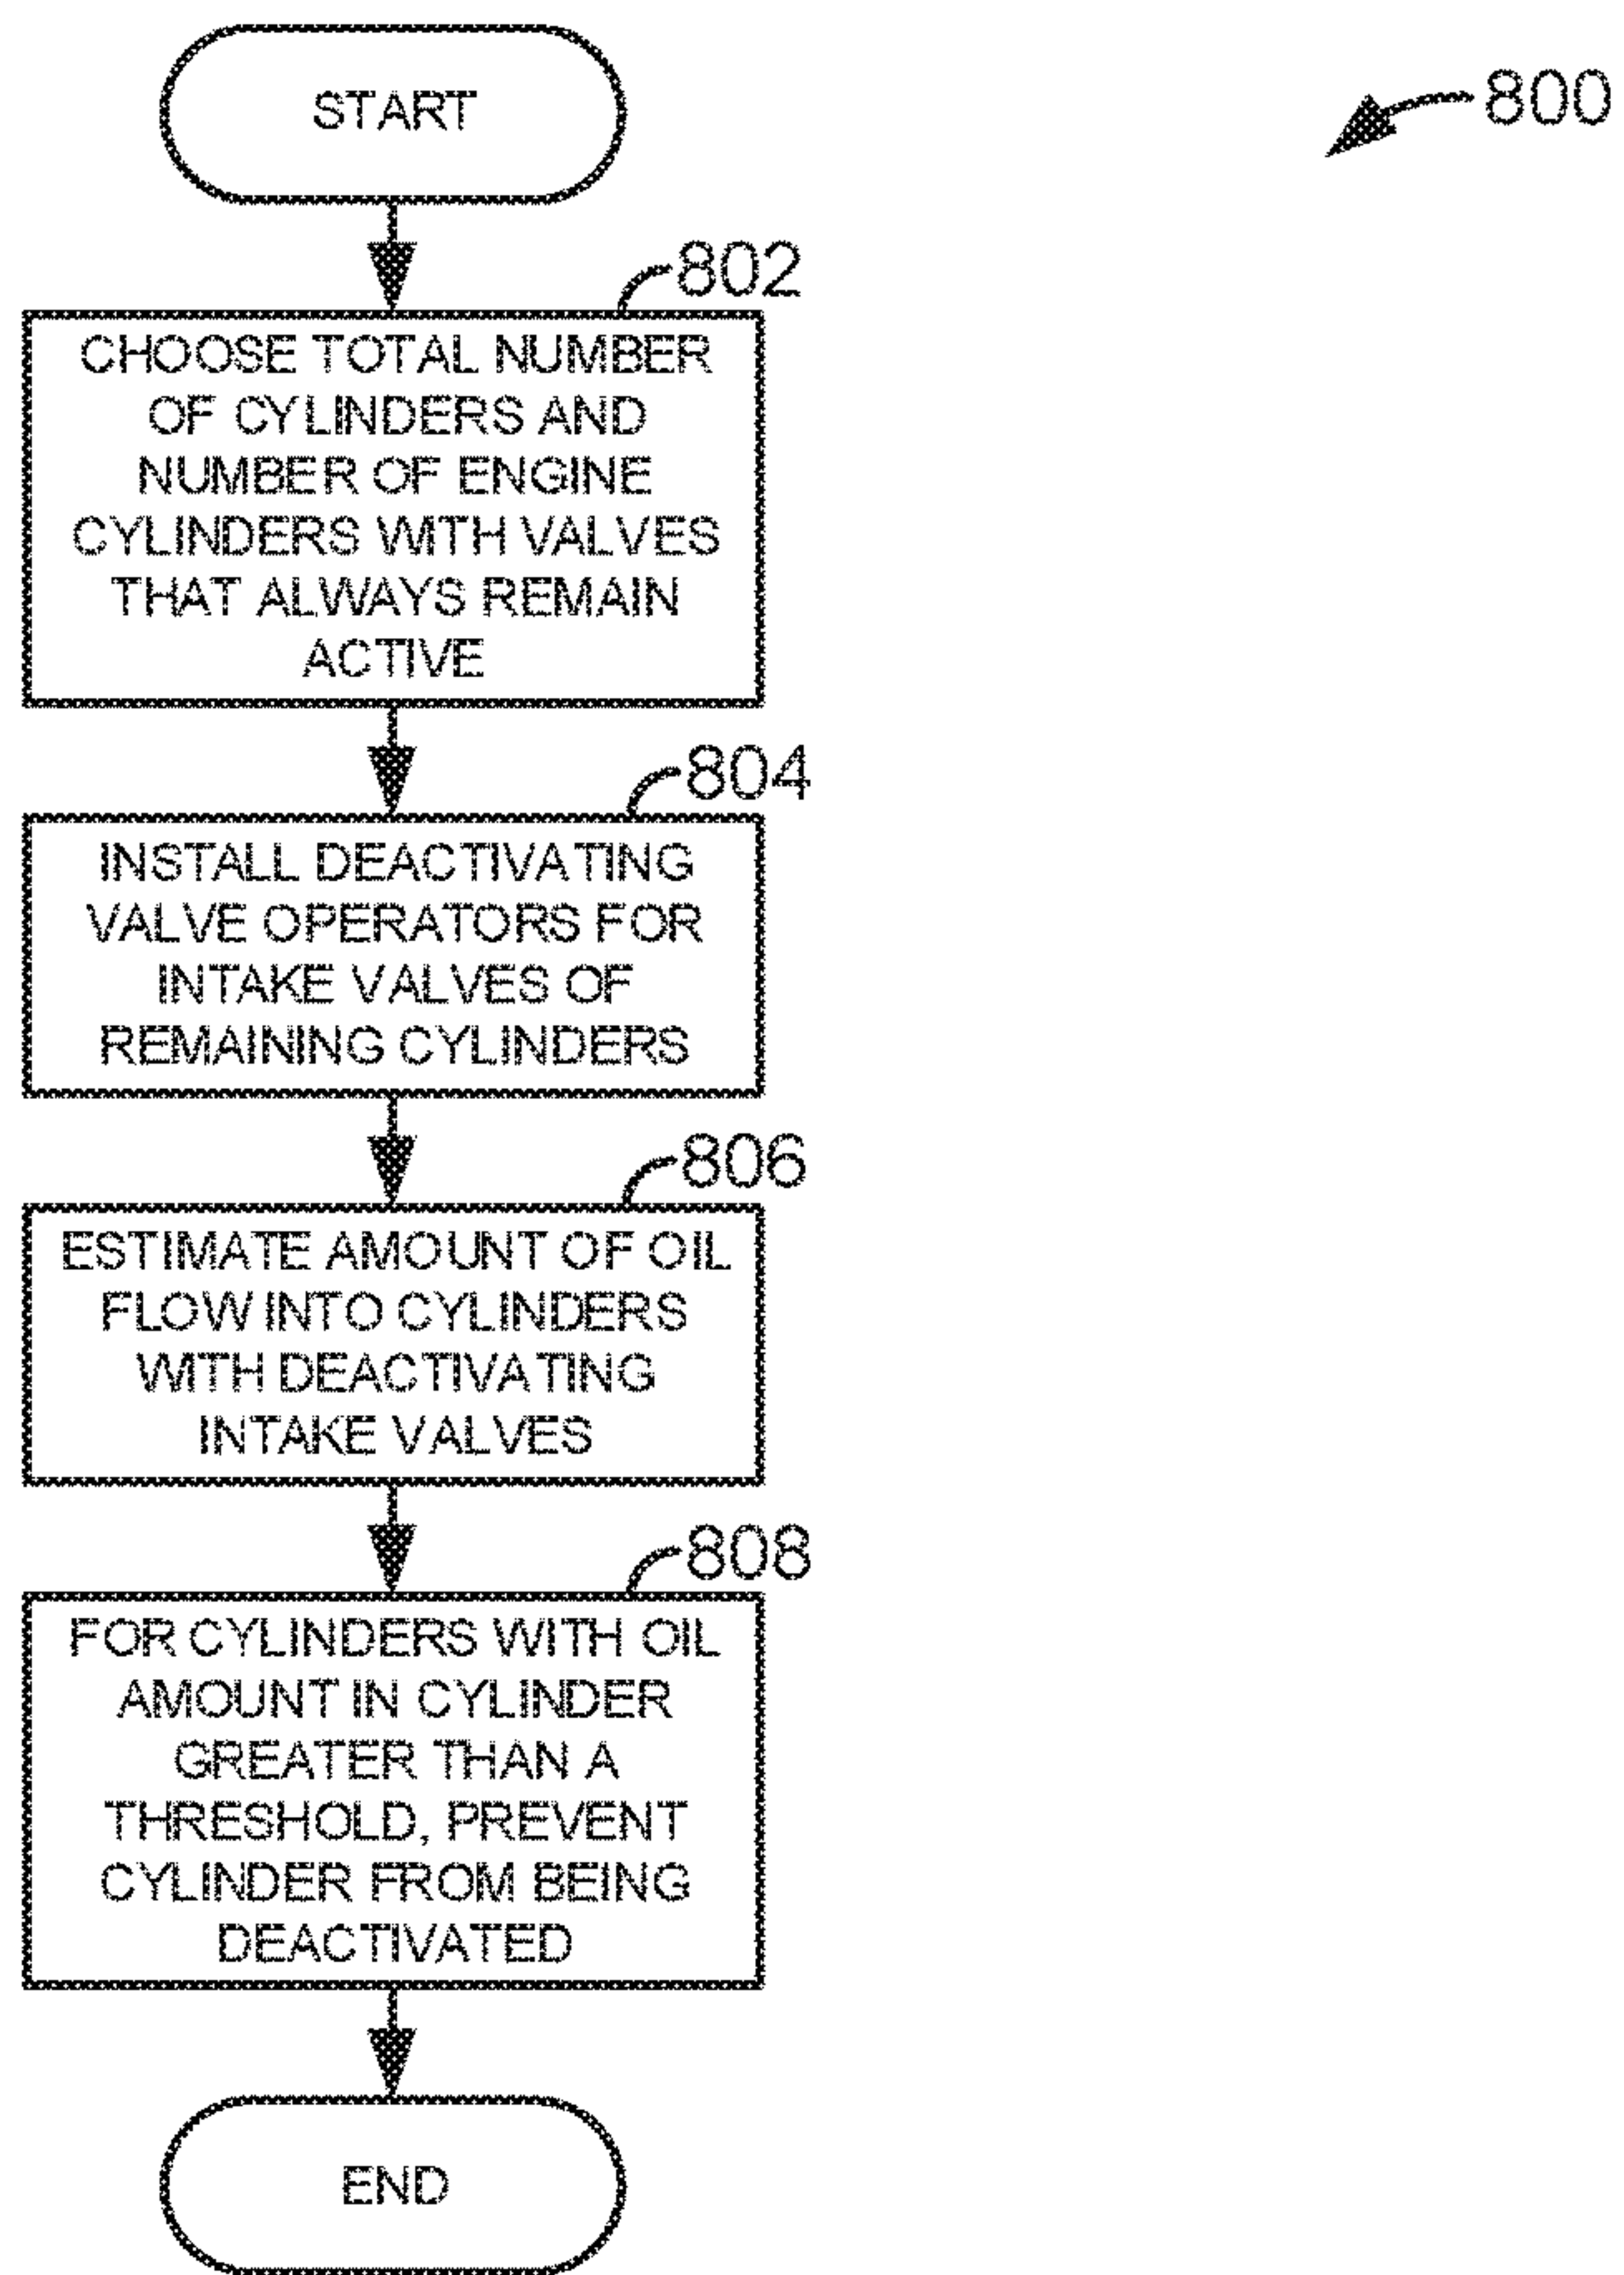 START
800
802
CHOOSE TOTAL NUMBER
OF CYLINDERS AND
NUMBER OF ENGINE
CYLINDERS WITH VALVES
THAT ALWAYS REMAIN
ACTIVE
804
INSTALL DEACTIVATING
VALVE OPERATORS FOR
INTAKE VALVES OF
REMAINING CYLINDERS
806
ESTIMATE AMOUNT OF OIL
FLOW INTO CYLINDERS
WITH DEACTIVATING
INTAKE VALVES
808
FOR CYLINDERS WITH OIL
AMOUNT IN CYLINDER
GREATER THAN A
THRESHOLD, PREVENT
CYLINDER FROM BEING
DEACTIVATED
END